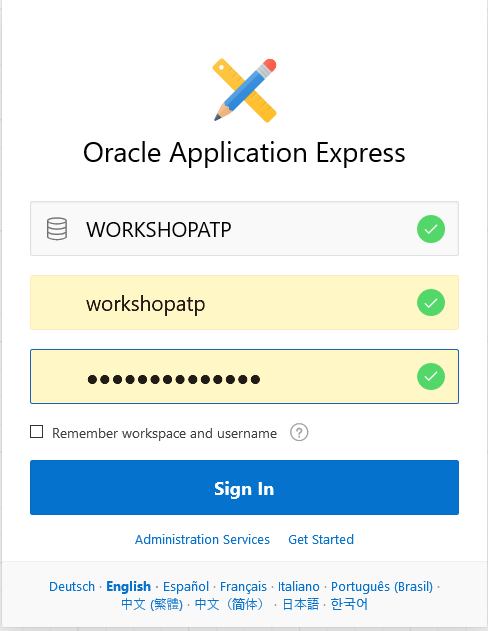 Oracle Application Express
WORKSHOPATP
workshopatp
●●●●●●●●●●●●●●
Remember workspace and username ?
Sign In
Administration Services Get Started
Deutsch · English · Español · Français · Italiano · Português (Brasil) ·
中文 (繁體) · 中文（简体） · 日本語 · 한국어